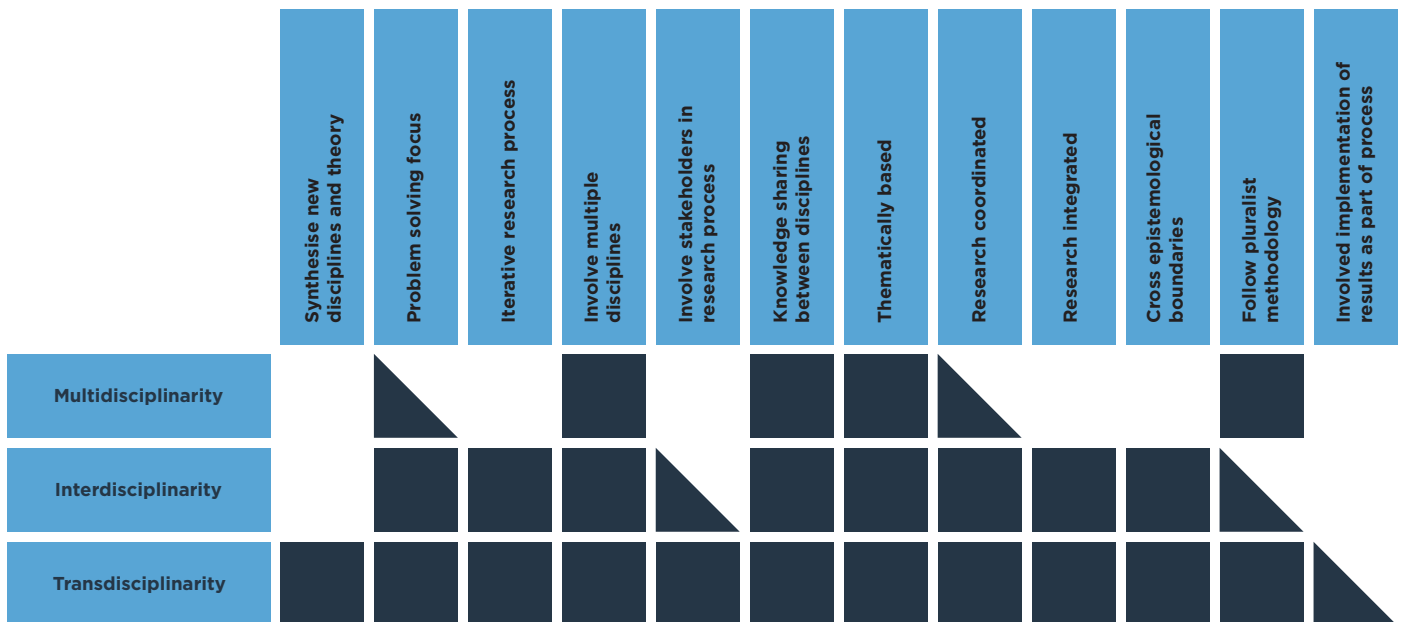 Synthesise new
disciplines and theory
Problem solving focus
Iterative research process
Involve multiple
disciplines
Involve stakeholders in
research process
Knowledge sharing
between disciplines
Thematically based
Research coordinated
Research integrated
Cross epistemological
boundaries
Follow pluralist
methodology
Involved implementation of
results as part of process
Multidisciplinarity
Interdisciplinarity
Transdisciplinarity